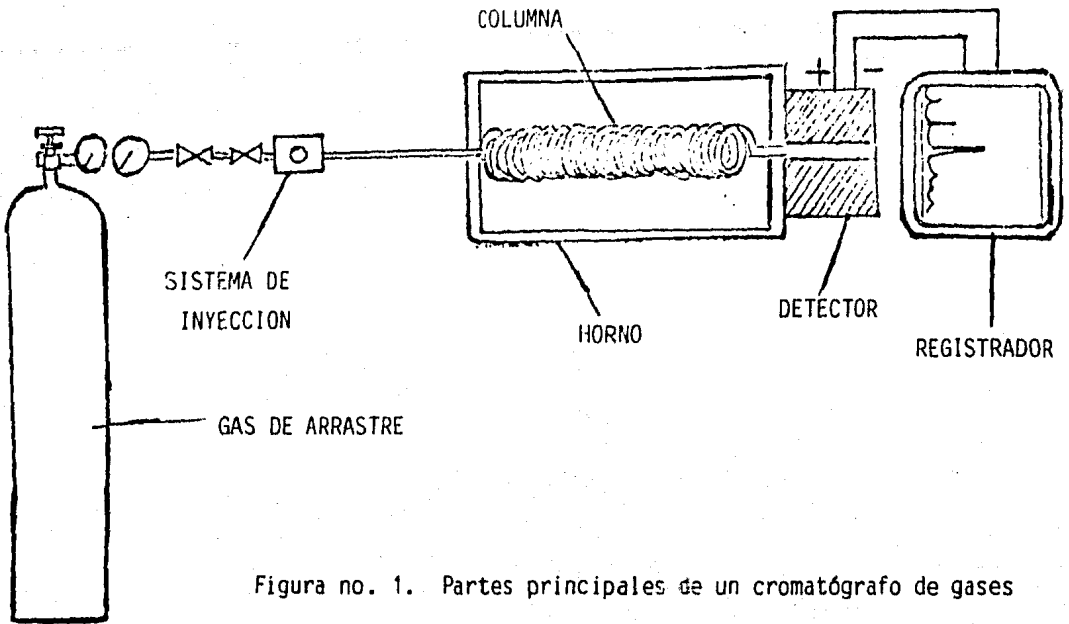 COLUMNA
+ -
SISTEMA DE
INYECCION
HORNO
DETECTOR
REGISTRADOR
GAS DE ARRASTRE
Figura no. 1. Partes principales de un cromatógrafo de gases